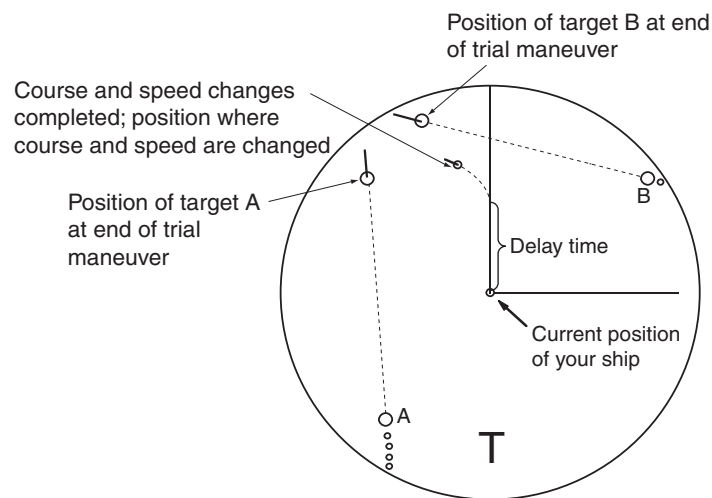 Position of target B at end
of trial maneuver
Course and speed changes
completed; position where
course and speed are changed
Position of target A
at end of trial
maneuver
B
Delay time
Current position
of your ship
A
T